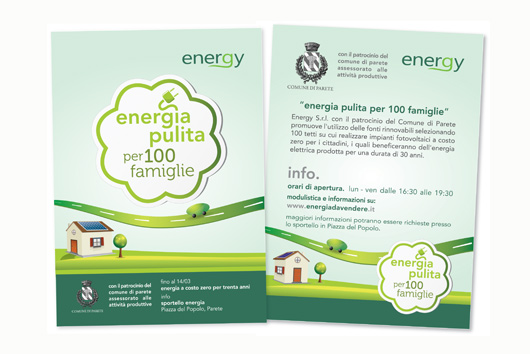 energy
energia
pulita
per 100
famiglie
con il patrocinio del
comune di parete
assessorato alle
attività produttive
COMUNE DI PARETE
fino al 14/03
energia a costo zero per trenta anni
info
sportello energia
Piazza del Popolo, Parete
COMUNE DI PARETE
con il patrocinio del
comune di parete
assessorato alle
attività produttive
energy
"energia pulita per 100 famiglie"
Energy S.r.l. con il patrocinio del Comune di Parete
promuove l'utilizzo delle fonti rinnovabili selezionando
100 tetti su cui realizzare impianti fotovoltaici a costo
zero per i cittadini, i quali beneficeranno dell'energia
elettrica prodotta per una durata di 30 anni.
info.
orari di apertura. lun - ven dalle 16:30 alle 19:30
modulistica e informazioni su:
www.energiadavendere.it
maggiori informazioni potranno essere richieste presso
lo sportello in Piazza del Popolo.
energia
pulita
per 100
famiglie